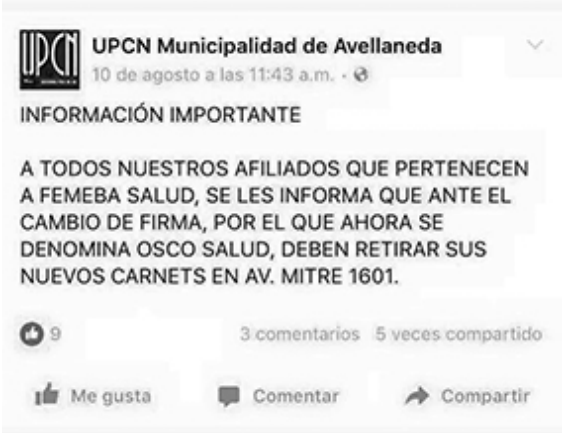 UPCN
UPCN Municipalidad de Avellaneda
10 de agosto a las 11:43 a.m. ·
INFORMACIÓN IMPORTANTE
A TODOS NUESTROS AFILIADOS QUE PERTENECEN
A FEMEBA SALUD, SE LES INFORMA QUE ANTE EL
CAMBIO DE FIRMA, POR EL QUE AHORA SE
DENOMINA OSCO SALUD, DEBEN RETIRAR SUS
NUEVOS CARNETS EN AV. MITRE 1601.
9
3 comentarios 5 veces compartido
Me gusta Comentar Compartir